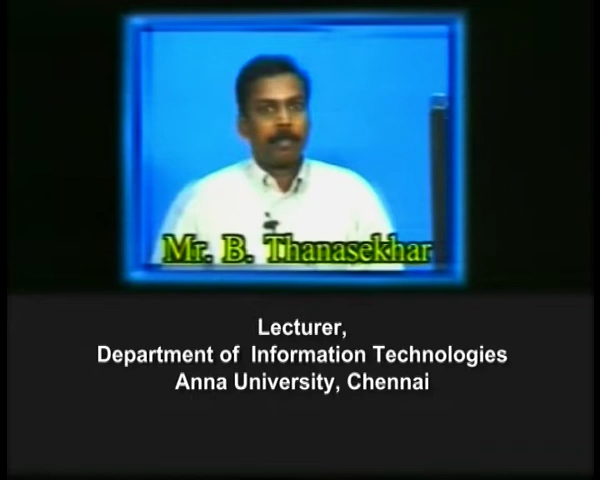 Mr. B. Thanasekhar
Lecturer,
Department of Information Technologies
Anna University, Chennai